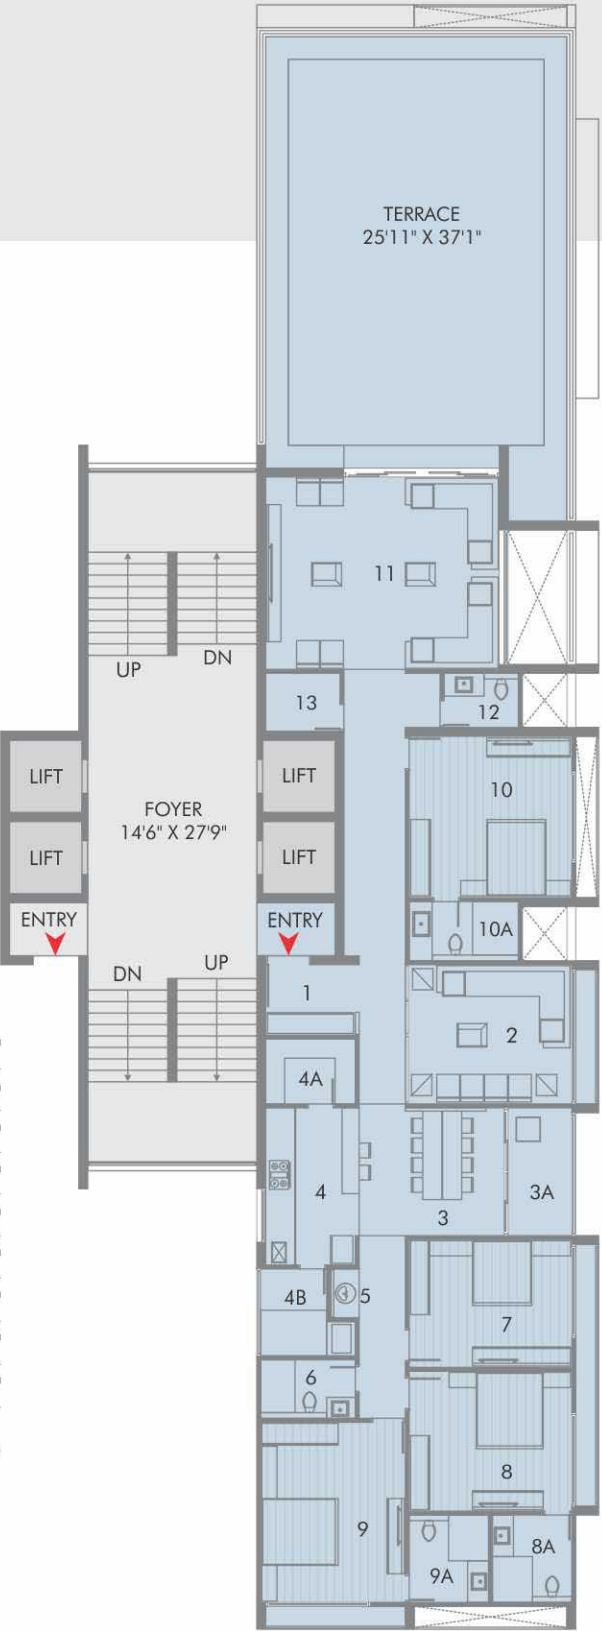 TERRACE
25'11" X 37'1"
11
UP
DN
13
12
LIFT
LIFT
10
FOYER
14'6" X 27'9"
LIFT
LIFT
ENTRY
ENTRY
10A
DN
UP
1
2
4A
4
3
3A
4B
5
7
6
8
9
9A
8A